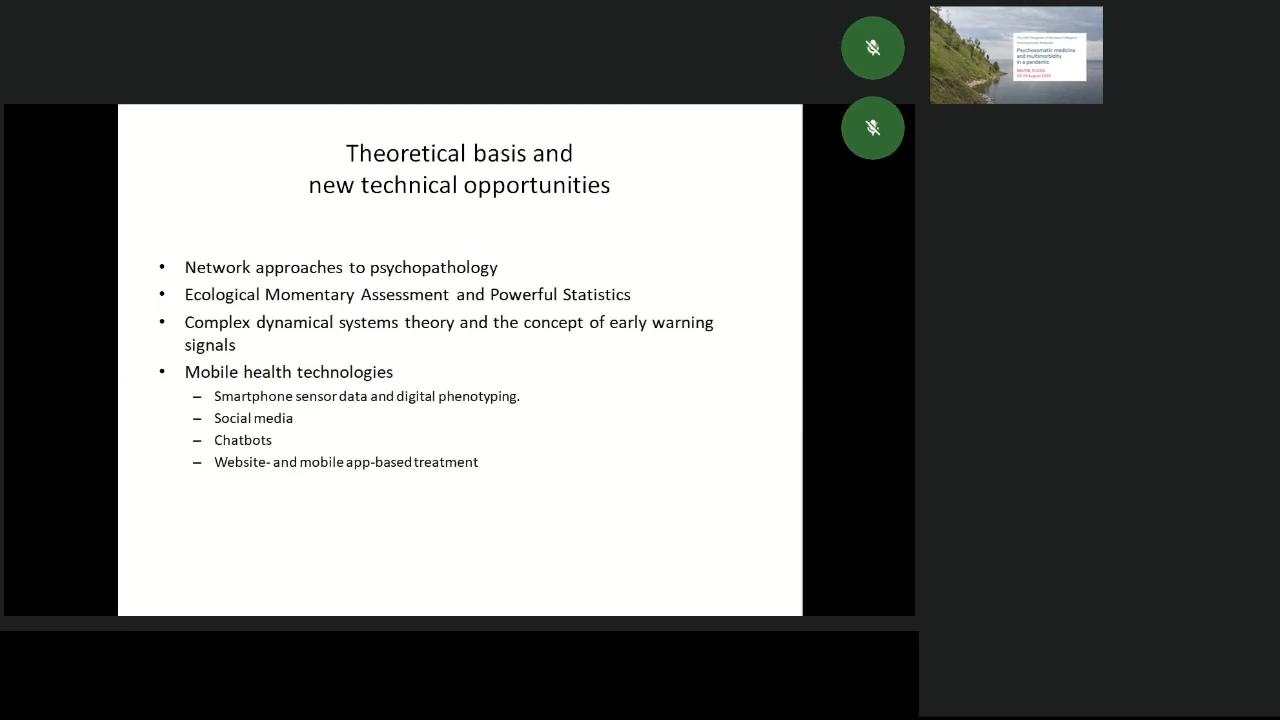 Theoretical basis and
new technical opportunities
• Network approaches to psychopathology
• Ecological Momentary Assessment and Powerful Statistics
• Complex dynamical systems theory and the concept of early warning
signals
• Mobile health technologies
– Smartphone sensor data and digital phenotyping.
– Social media
– Chatbots
– Website- and mobile app-based treatment
Psychosomatic medicine
and multimorbidity
in a pandemic